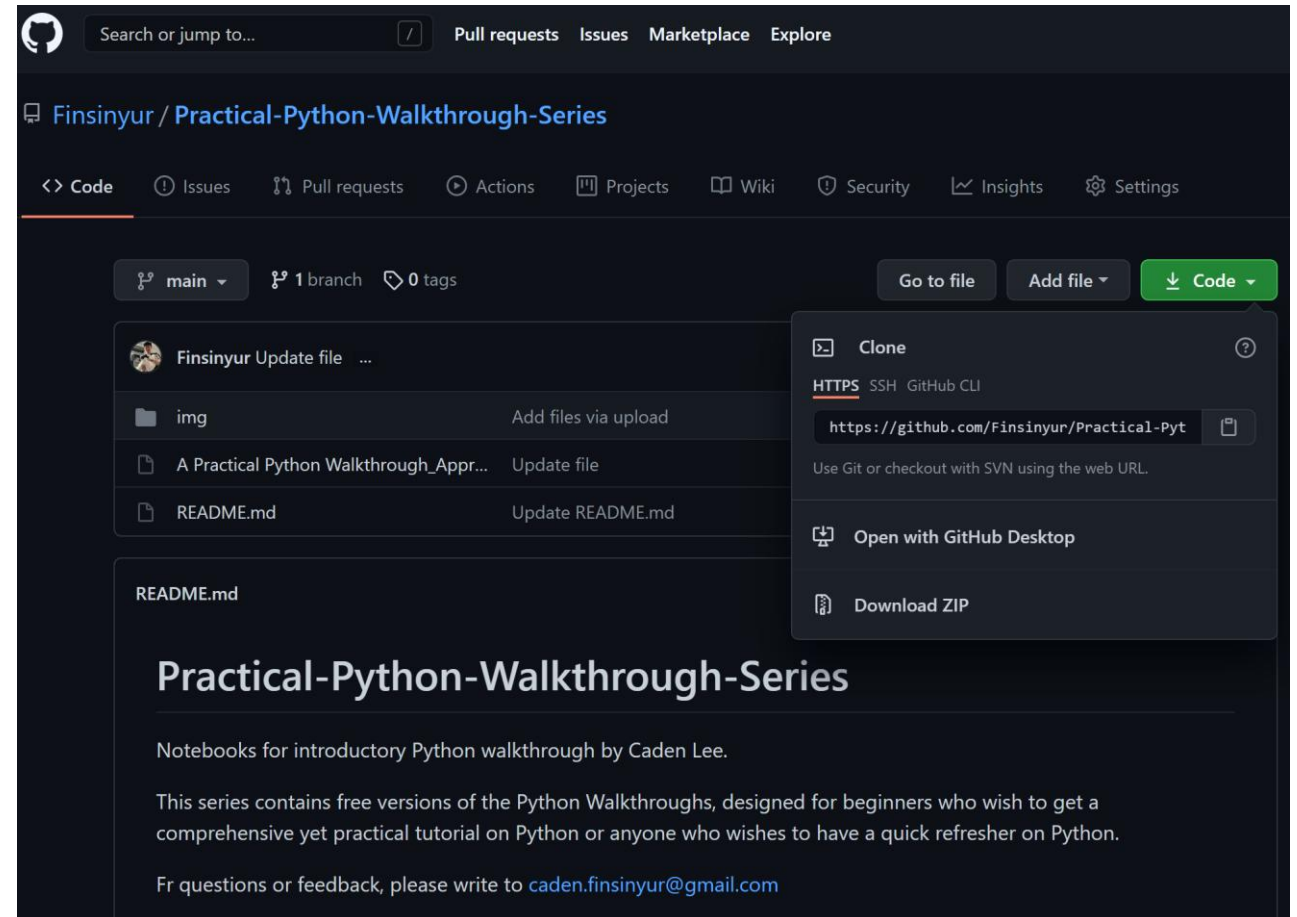 Search or jump to... / Pull requests Issues Marketplace Explore
Finsinyur / Practical-Python-Walkthrough-Series
<> Code Issues Pull requests Actions Projects Wiki Security Insights Settings
main 1 branch 0 tags Go to file Add file Code
Finsinyur Update file ...
img Add files via upload
A Practical Python Walkthrough_Appr... Update file
README.md Update README.md
Clone
HTTPS SSH GitHub CLI
https://github.com/Finsinyur/Practical-Pyt
Use Git or checkout with SVN using the web URL.
Open with GitHub Desktop
Download ZIP
README.md
Practical-Python-Walkthrough-Series
Notebooks for introductory Python walkthrough by Caden Lee.
This series contains free versions of the Python Walkthroughs, designed for beginners who wish to get a
comprehensive yet practical tutorial on Python or anyone who wishes to have a quick refresher on Python.
Fr questions or feedback, please write to caden.finsinyur@gmail.com